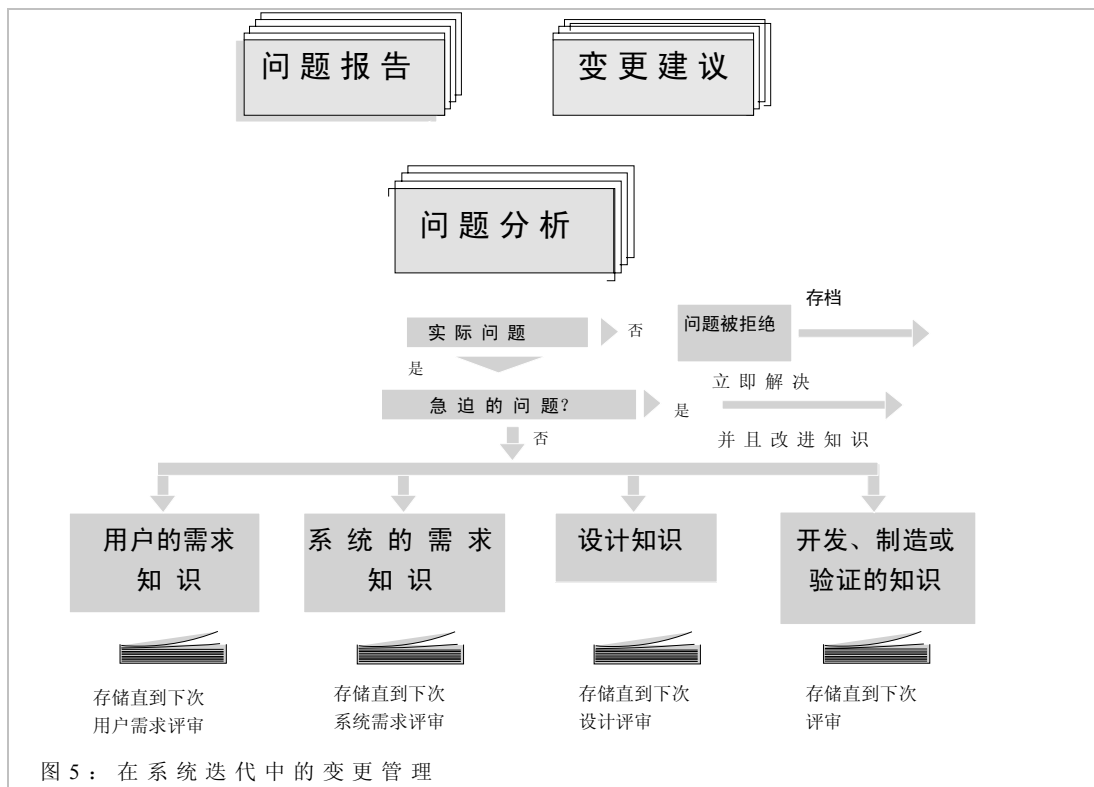 问题报告
变更建议
问题分析
存档
实际问题
否
问题被拒绝
是
立即解决
急迫的问题?
是
并且改进知识
否
用户的需求
知识
系统的需求
知识
设计知识
开发、制造或
验证的知识
存储直到下次
用户需求评审
存储直到下次
系统需求评审
存储直到下次
设计评审
存储直到下次
评审
图5：在系统迭代中的变更管理